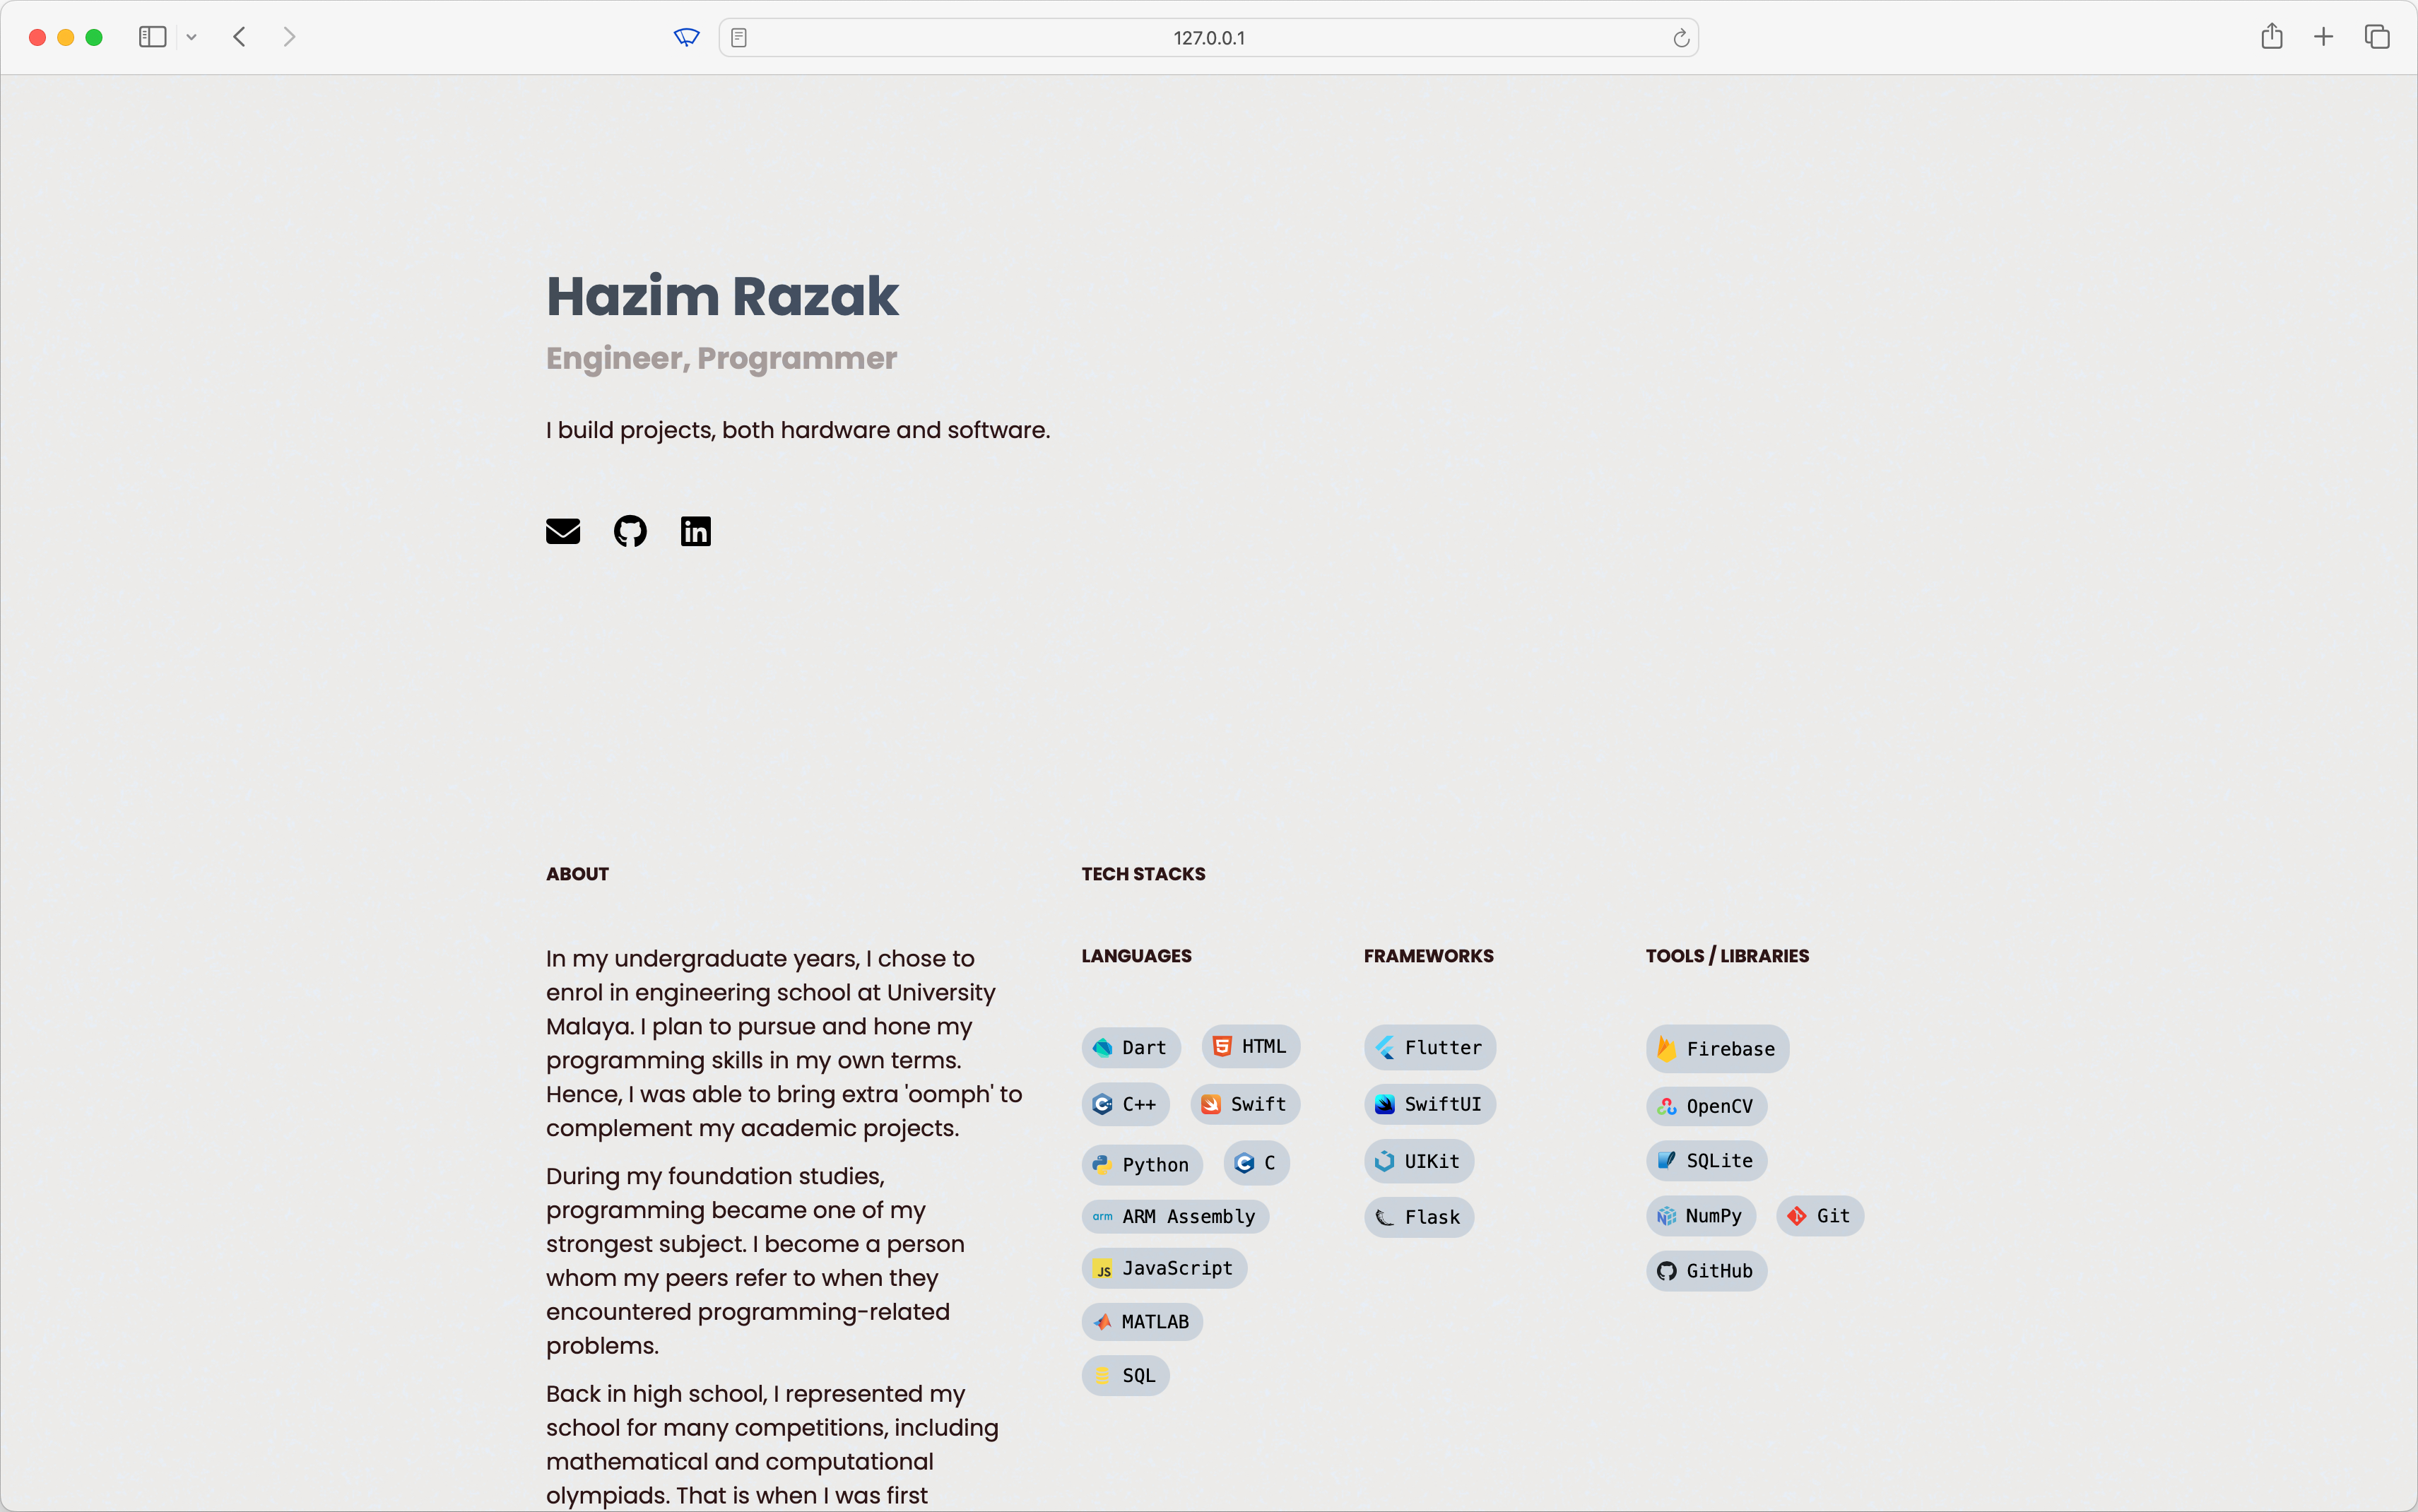 127.0.0.1
Hazim Razak
Engineer, Programmer
I build projects, both hardware and software.
in
ABOUT
In my undergraduate years, I chose to
enrol in engineering school at University
Malaya. I plan to pursue and hone my
programming skills in my own terms.
Hence, I was able to bring extra 'oomph' to
complement my academic projects.
During my foundation studies,
programming became one of my
strongest subject. I become a person
whom my peers refer to when they
encountered programming-related
problems.
Back in high school, I represented my
school for many competitions, including
mathematical and computational
olympiads. That is when I was first
TECH STACKS
LANGUAGES
Dart
5 HTML
C++
Swift
Python
C C
arm ARM Assembly
JS JavaScript
MATLAB
SQL
FRAMEWORKS
Flutter
SwiftUI
UIKit
Flask
TOOLS / LIBRARIES
Firebase
OpenCV
SQLite
NumPy
Git
GitHub